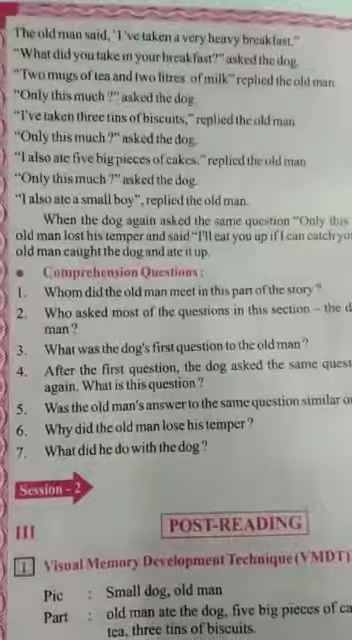 The old man said, 'I've taken a very heavy breakfast."
"What did you take in your breakfast?" asked the dog.
"Two mugs of tea and two litres of milk" replied the old man
"Only this much ?" asked the dog.
"I've taken three tins of biscuits," replied the old man
"Only this much ?" asked the dog.
"I also ate five big pieces of cakes," replied the old man
"Only this much ?" asked the dog.
"I also ate a small boy", replied the old man.
When the dog again asked the same question "Only this
old man lost his temper and said "I'll eat you up if I can catch
old man caught the dog and ate it up.
● Comprehension Questions :
1. Whom did the old man meet in this part of the story ?
2. Who asked most of the questions in this section – the
man ?
3. What was the dog's first question to the old man ?
4. After the first question, the dog asked the same
again. What is this question ?
5. Was the old man's answer to the same question similar
6. Why did the old man lose his temper ?
7. What did he do with the dog ?
Session - 2
III POST-READING
1 Visual Memory Development Technique (VMDT)
Pic : Small dog, old man
Part : old man ate the dog, five big pieces of
tea, three tins of biscuits.